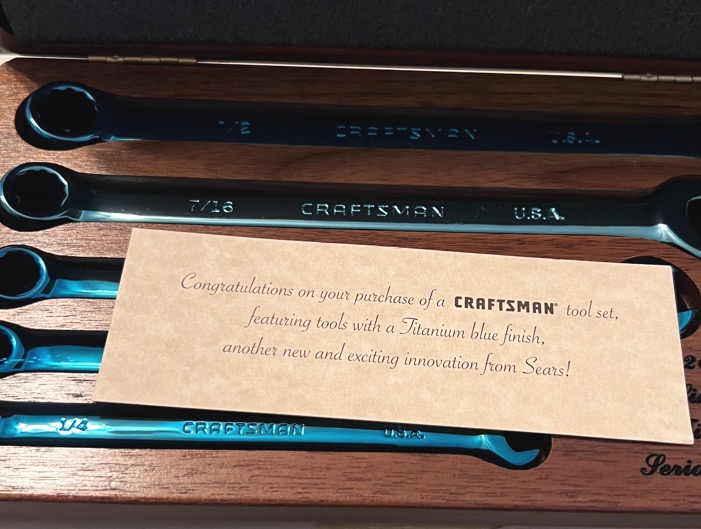 1/2 CRAFTSMAN U.S.A.
7/16 CRAFTSMAN U.S.A.
Congratulations on your purchase of a CRAFTSMAN® tool set,
featuring tools with a Titanium blue finish,
another new and exciting innovation from Sears!
1/4 CRAFTSMAN U.S.A.